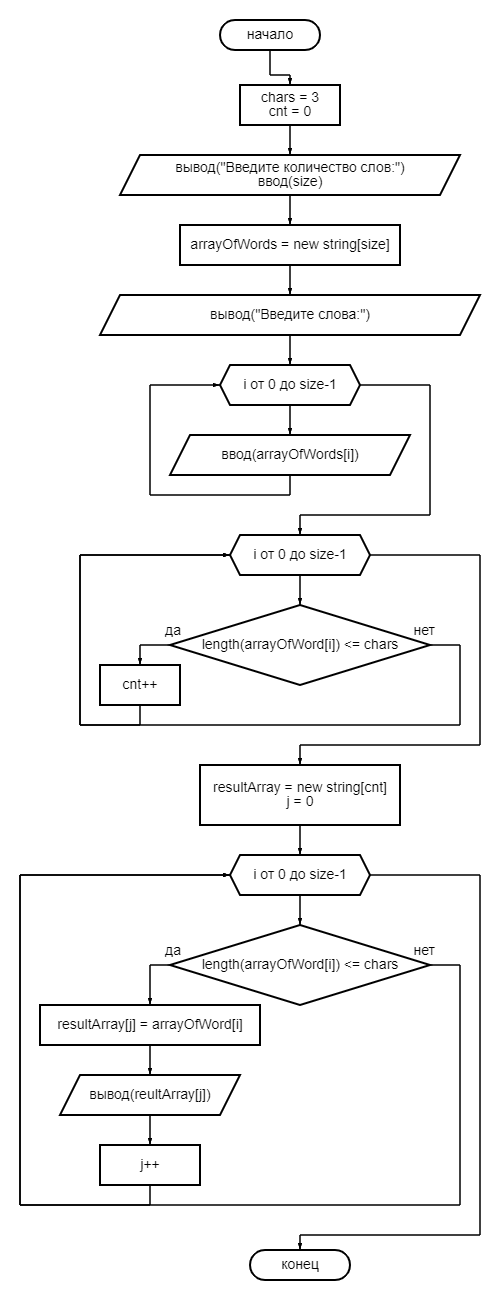 начало
chars = 3
cnt = 0
вывод("Введите количество слов:")
ввод(size)
arrayOfWords = new string[size]
вывод("Введите слова:")
i от 0 до size-1
ввод(arrayOfWords[i])
i от 0 до size-1
да
нет
length(arrayOfWord[i]) <= chars
cnt++
resultArray = new string[cnt]
j = 0
i от 0 до size-1
да
нет
length(arrayOfWord[i]) <= chars
resultArray[j] = arrayOfWord[i]
вывод(reultArray[j])
j++
конец